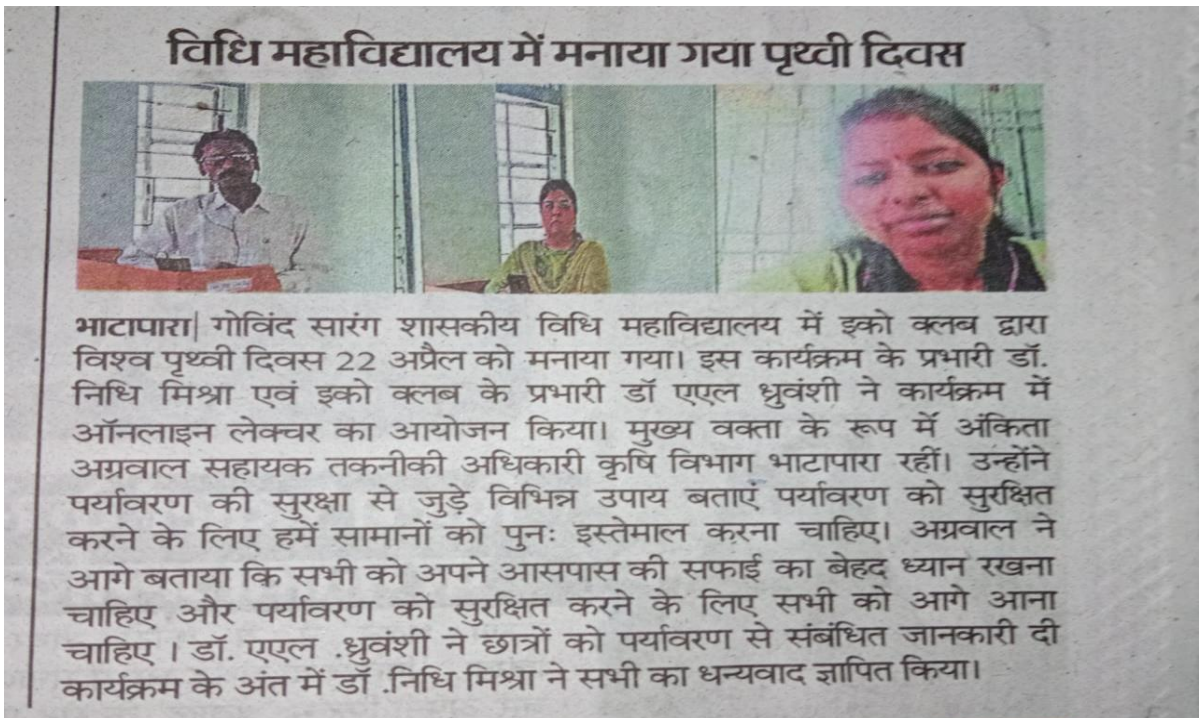 विधि महाविद्यालय में मनाया गया पृथ्वी दिवस
भाटापारा| गोविंद सारंग शासकीय विधि महाविद्यालय में इको क्लब द्वारा
विश्व पृथ्वी दिवस 22 अप्रैल को मनाया गया। इस कार्यक्रम के प्रभारी डॉ.
निधि मिश्रा एवं इको क्लब के प्रभारी डॉ एएल ध्रुवंशी ने कार्यक्रम में
ऑनलाइन लेक्चर का आयोजन किया। मुख्य वक्ता के रूप में अंकिता
अग्रवाल सहायक तकनीकी अधिकारी कृषि विभाग भाटापारा रहीं। उन्होंने
पर्यावरण की सुरक्षा से जुड़े विभिन्न उपाय बताएं पर्यावरण को सुरक्षित
करने के लिए हमें सामानों को पुनः इस्तेमाल करना चाहिए। अग्रवाल ने
आगे बताया कि सभी को अपने आसपास की सफाई का बेहद ध्यान रखना
चाहिए और पर्यावरण को सुरक्षित करने के लिए सभी को आगे आना
चाहिए । डॉ. एएल .ध्रुवंशी ने छात्रों को पर्यावरण से संबंधित जानकारी दी
कार्यक्रम के अंत में डॉ .निधि मिश्रा ने सभी का धन्यवाद ज्ञापित किया।